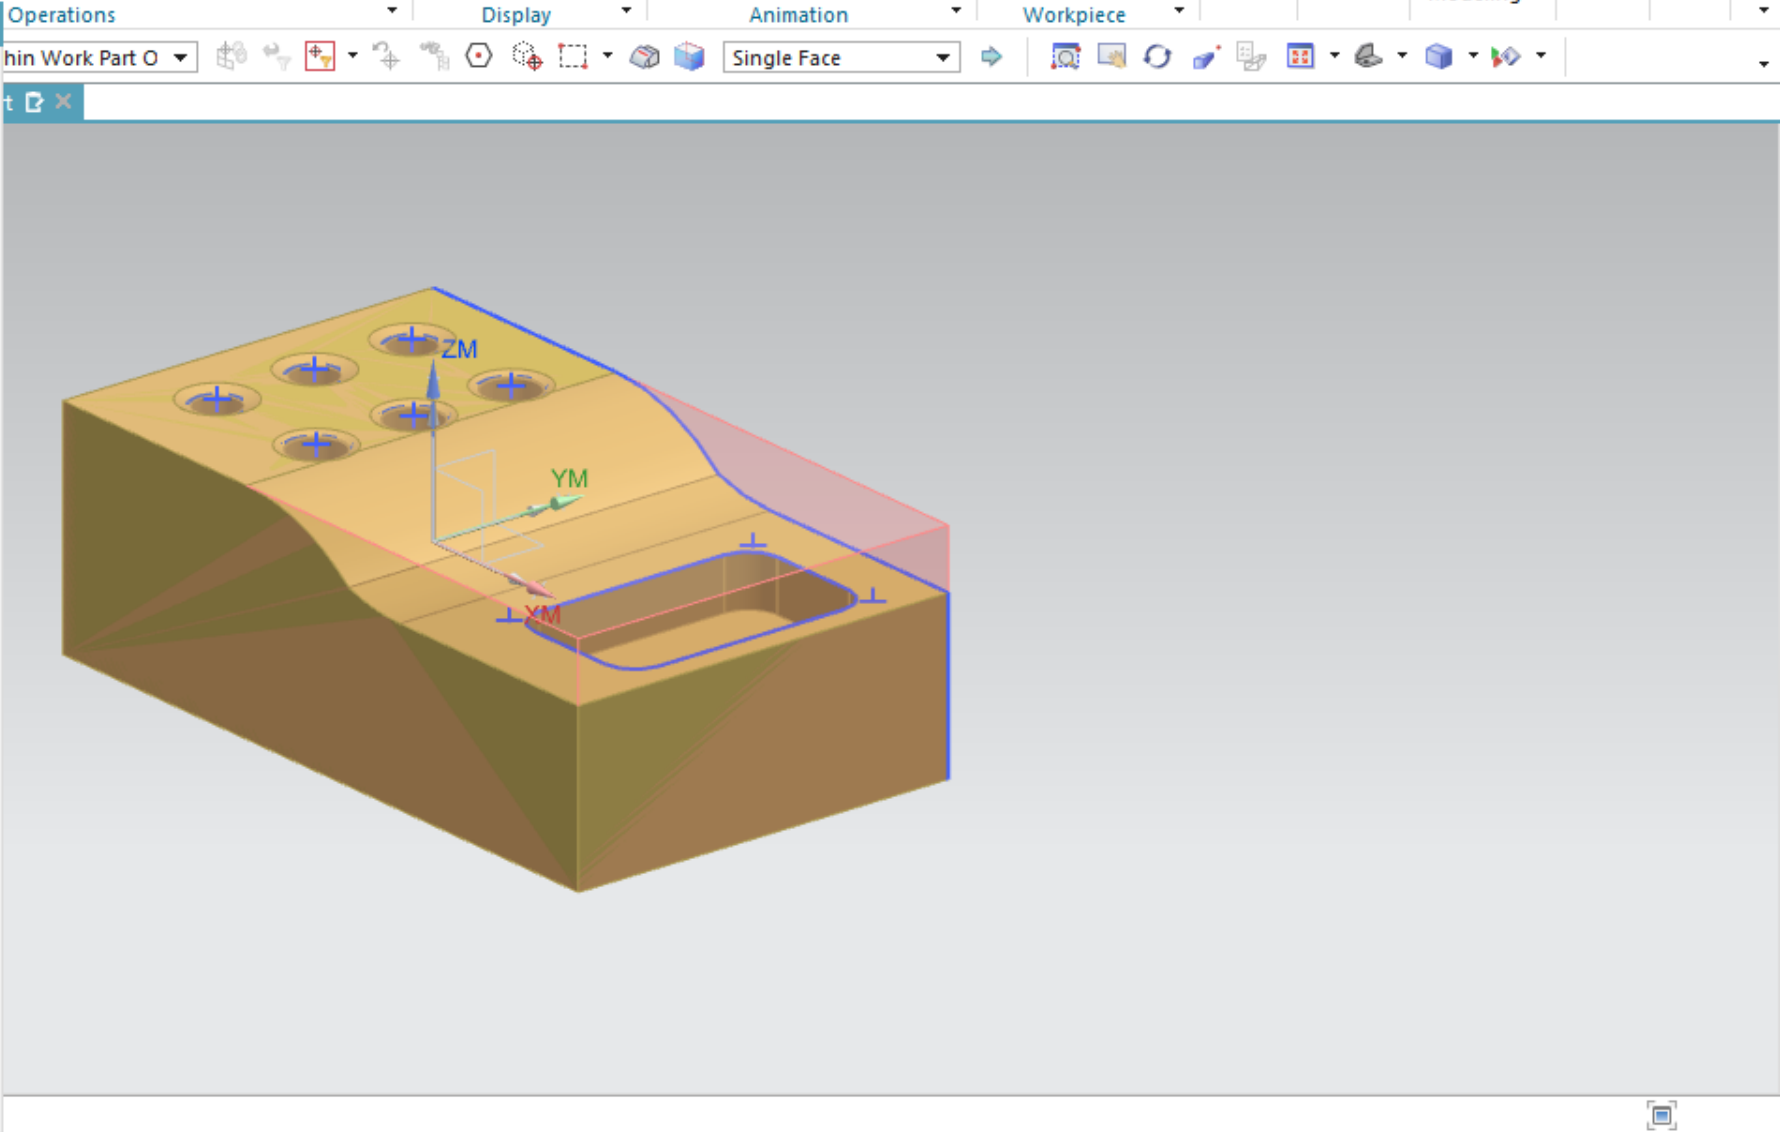 Operations Display Animation Workpiece
hin Work Part O Single Face
t
ZM
YM
XM